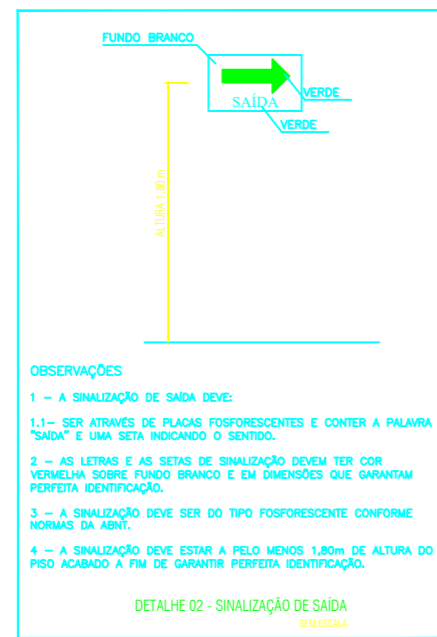 FUNDO BRANCO
VERDE
SAÍDA
VERDE
ALTURA 1,80 m
OBSERVAÇÕES
1 – A SINALIZAÇÃO DE SAÍDA DEVE:
1.1– SER ATRAVÉS DE PLACAS FOSFORESCENTES E CONTER A PALAVRA
"SAÍDA" E UMA SETA INDICANDO O SENTIDO.
2 – AS LETRAS E AS SETAS DE SINALIZAÇÃO DEVEM TER COR
VERMELHA SOBRE FUNDO BRANCO E EM DIMENSÕES QUE GARANTAM
PERFEITA IDENTIFICAÇÃO.
3 – A SINALIZAÇÃO DEVE SER DO TIPO FOSFORESCENTE CONFORME
NORMAS DA ABNT.
4 – A SINALIZAÇÃO DEVE ESTAR A PELO MENOS 1,80m DE ALTURA DO
PISO ACABADO A FIM DE GARANTIR PERFEITA IDENTIFICAÇÃO.
DETALHE 02 - SINALIZAÇÃO DE SAÍDA
SEM ESCALA